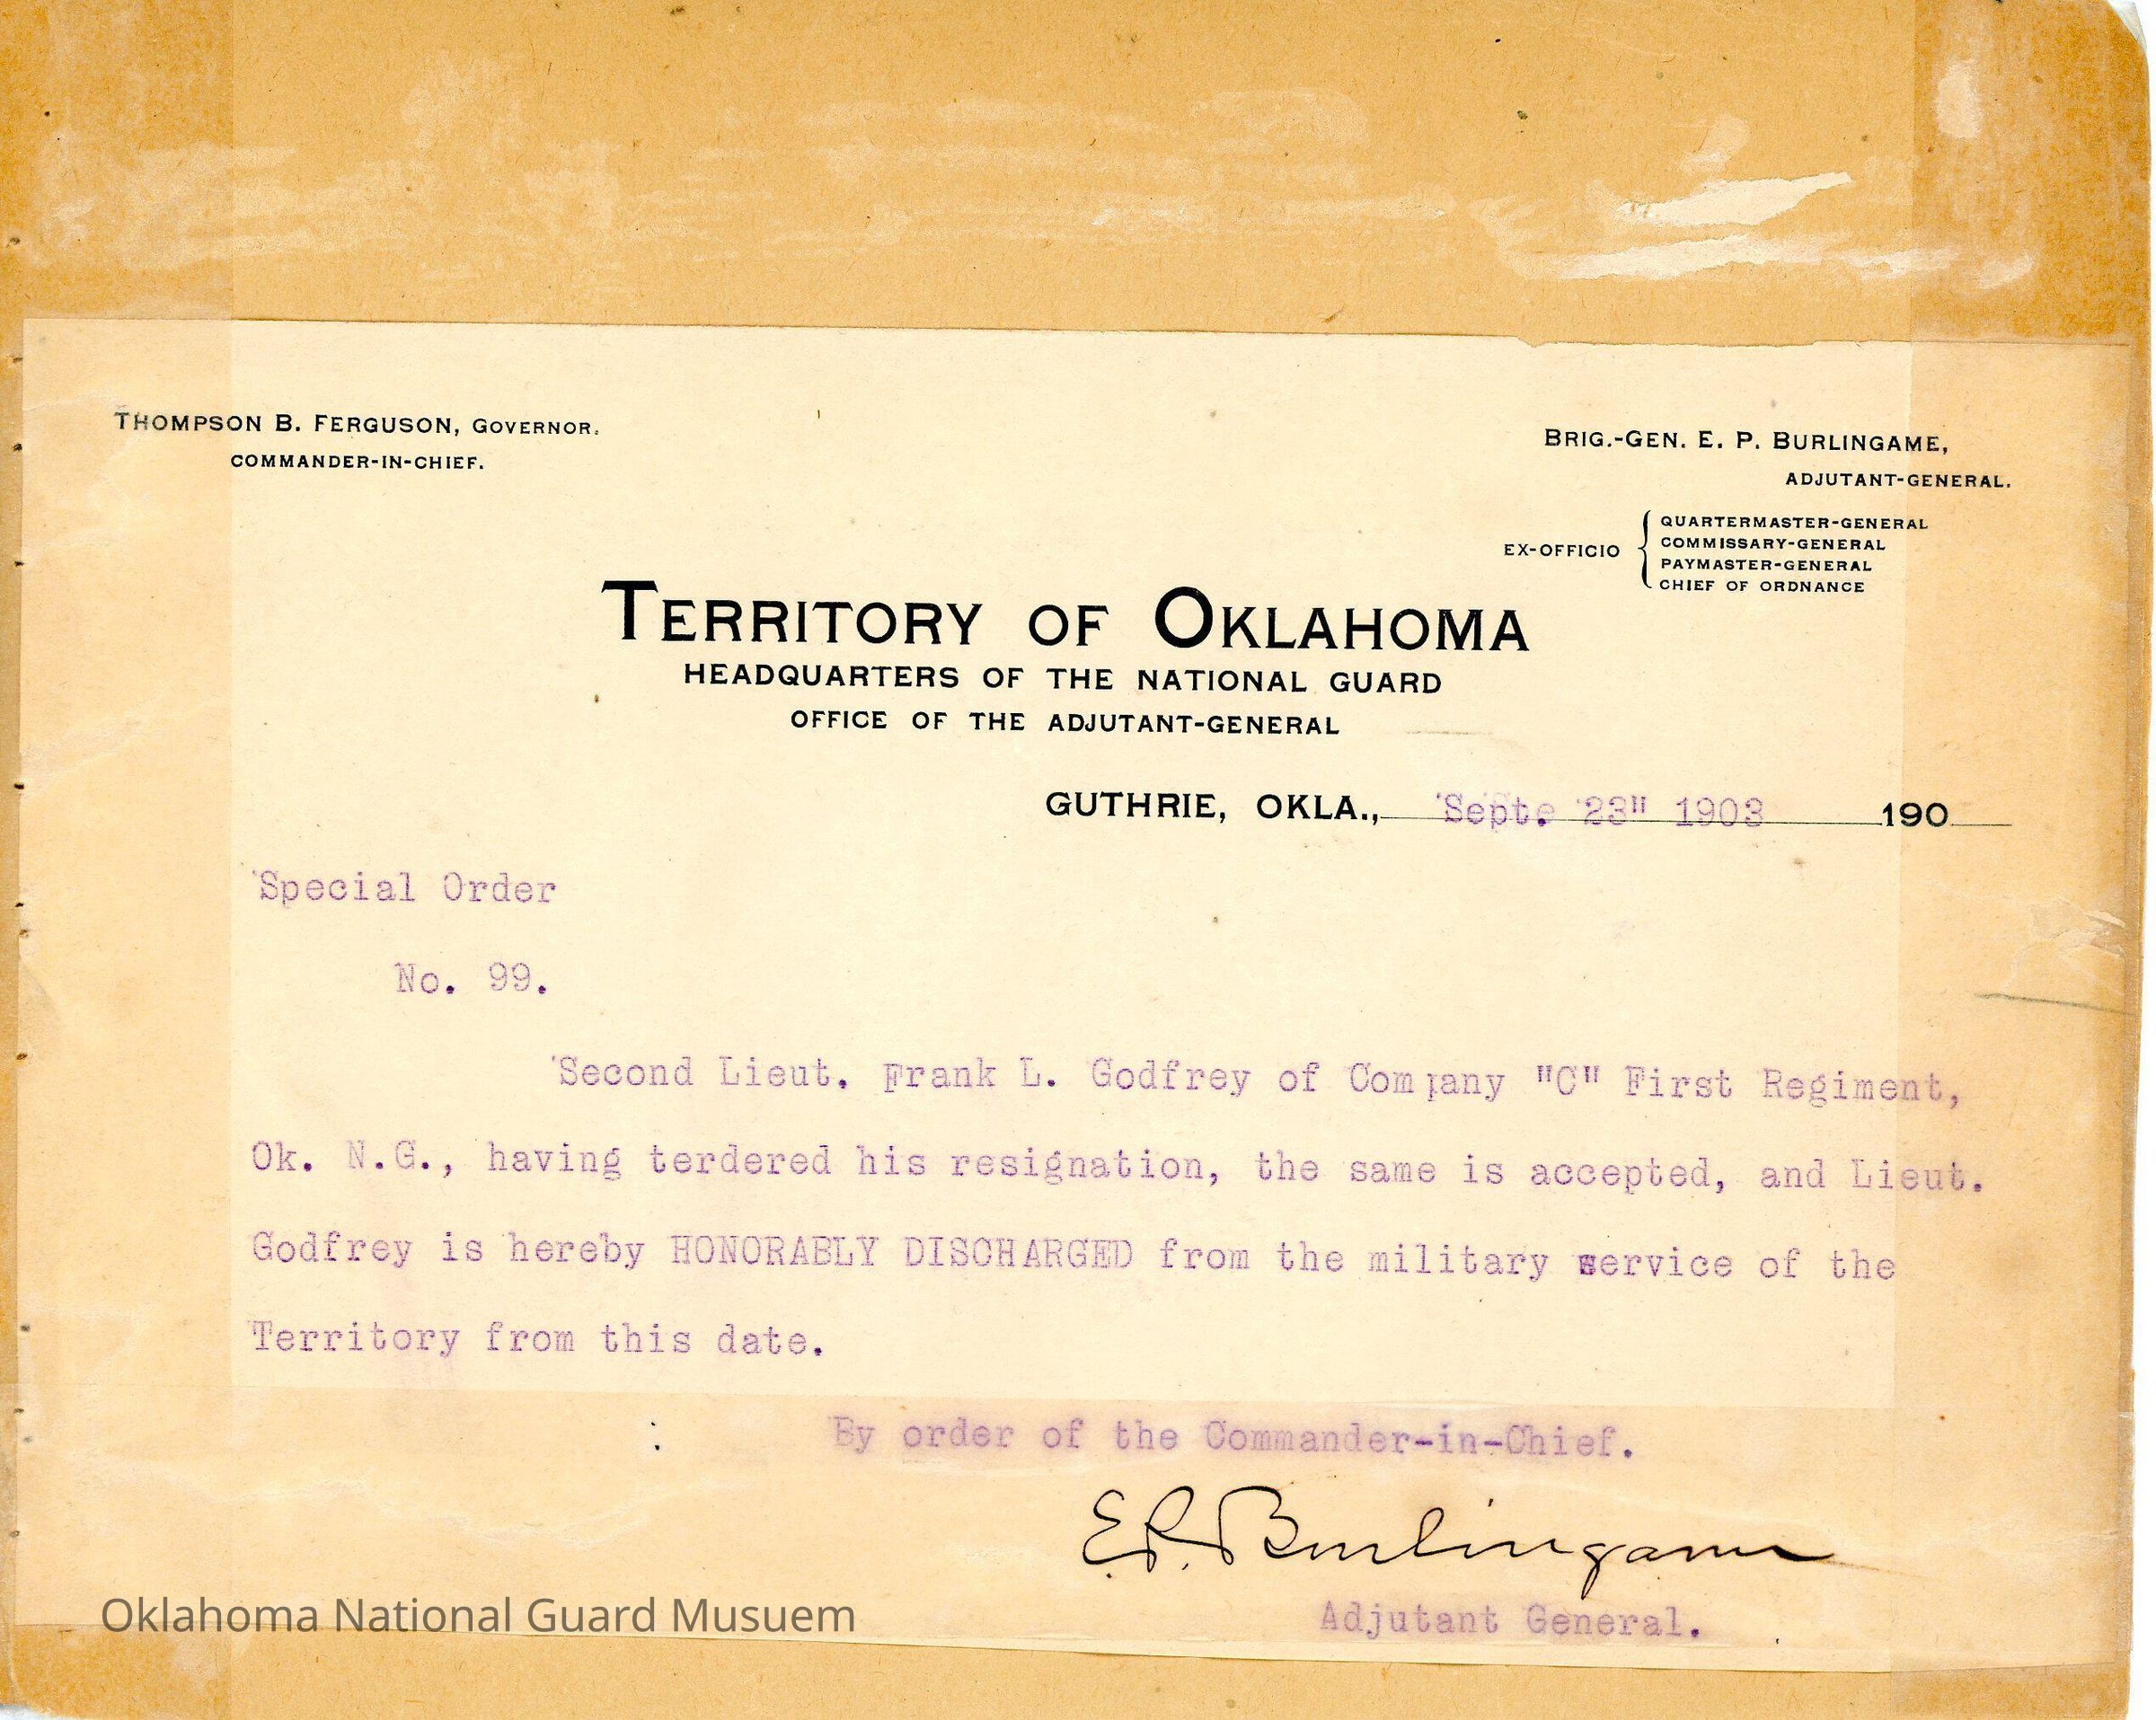 THOMPSON B. FERGUSON, GOVERNOR.
COMMANDER-IN-CHIEF.
BRIG.-GEN. E. P. BURLINGAME,
ADJUTANT-GENERAL.
EX-OFFICIO { QUARTERMASTER-GENERAL
COMMISSARY-GENERAL
PAYMASTER-GENERAL
CHIEF OF ORDNANCE
TERRITORY OF OKLAHOMA
HEADQUARTERS OF THE NATIONAL GUARD
OFFICE OF THE ADJUTANT-GENERAL
GUTHRIE, OKLA., Septe. 23" 1903 190
Special Order
No. 99.
Second Lieut. Frank L. Godfrey of Company "C" First Regiment,
Ok. N.G., having terdered his resignation, the same is accepted, and Lieut.
Godfrey is hereby HONORABLY DISCHARGED from the military service of the
Territory from this date.
By order of the Commander-in-Chief.
E.P. Burlingame
Adjutant General.
Oklahoma National Guard Musuem